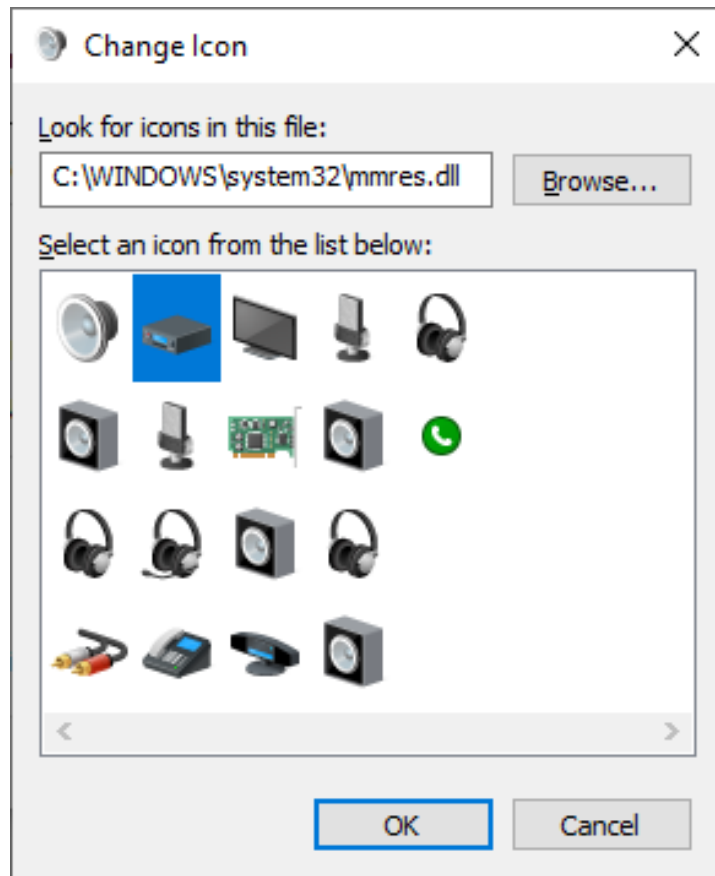 Change Icon
Look for icons in this file:
C:\WINDOWS\system32\mmres.dll
Browse...
Select an icon from the list below:
OK
Cancel